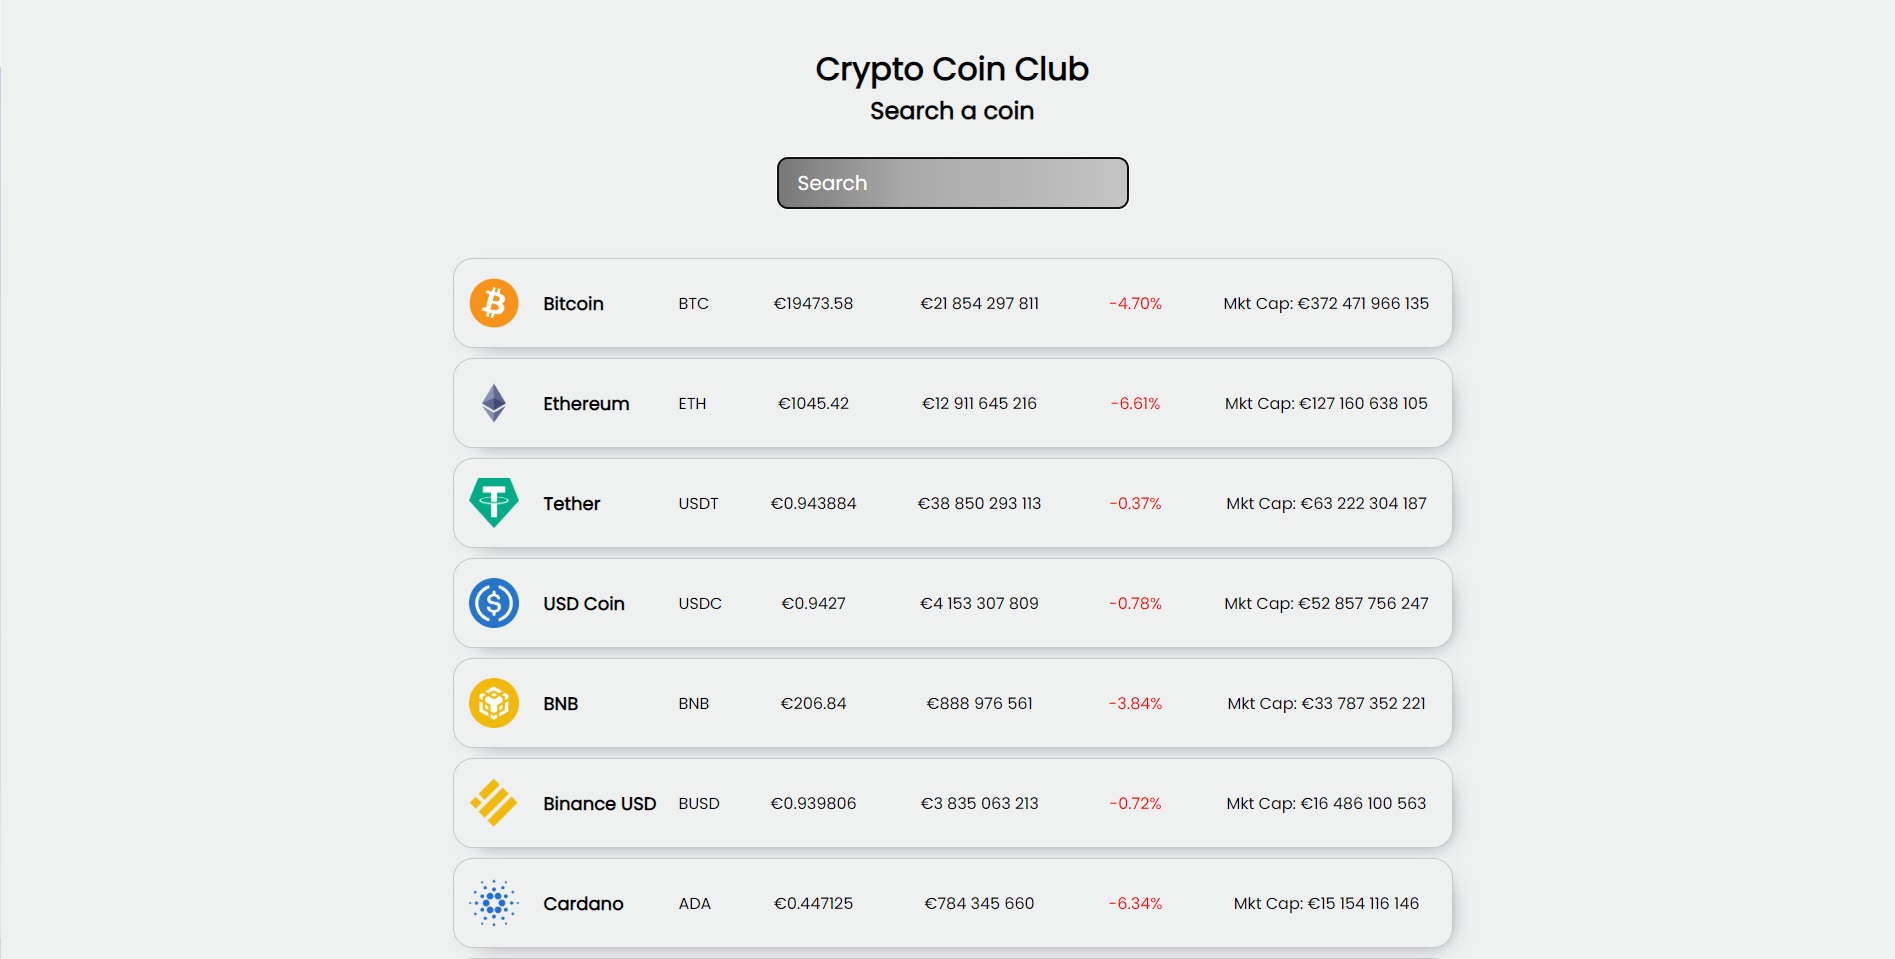 Crypto Coin Club
Search a coin
Search
Bitcoin BTC €19473.58 €21 854 297 811 -4.70% Mkt Cap: €372 471 966 135
Ethereum ETH €1045.42 €12 911 645 216 -6.61% Mkt Cap: €127 160 638 105
Tether USDT €0.943884 €38 850 293 113 -0.37% Mkt Cap: €63 222 304 187
USD Coin USDC €0.9427 €4 153 307 809 -0.78% Mkt Cap: €52 857 756 247
BNB BNB €206.84 €888 976 561 -3.84% Mkt Cap: €33 787 352 221
Binance USD BUSD €0.939806 €3 835 063 213 -0.72% Mkt Cap: €16 486 100 563
Cardano ADA €0.447125 €784 345 660 -6.34% Mkt Cap: €15 154 116 146